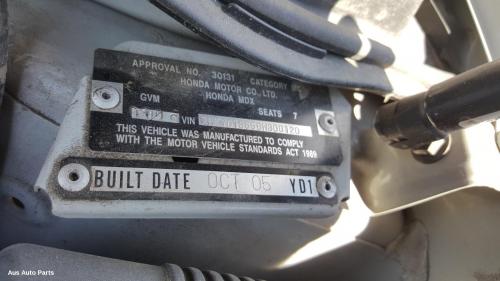 APPROVAL NO. 30131 CATEGORY
HONDA MOTOR CO., LTD.
HONDA MDX
GVM SEATS 7
VIN
THIS VEHICLE WAS MANUFACTURED TO COMPLY
WITH THE MOTOR VEHICLE STANDARDS ACT 1989
BUILT DATE OCT 05 YD1
Aus Auto Parts